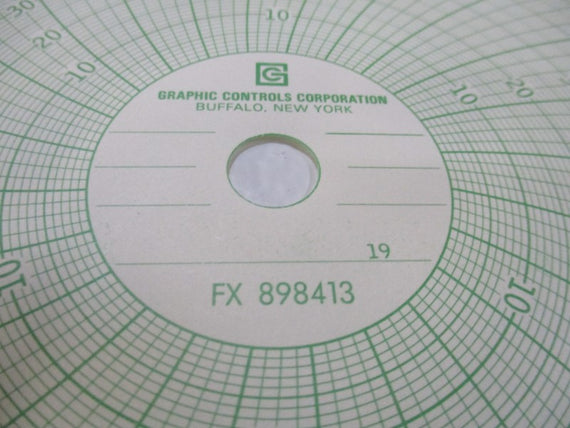 30
20
10
10
20
10
GC
GRAPHIC CONTROLS CORPORATION
BUFFALO, NEW YORK
19
FX 898413
10
10